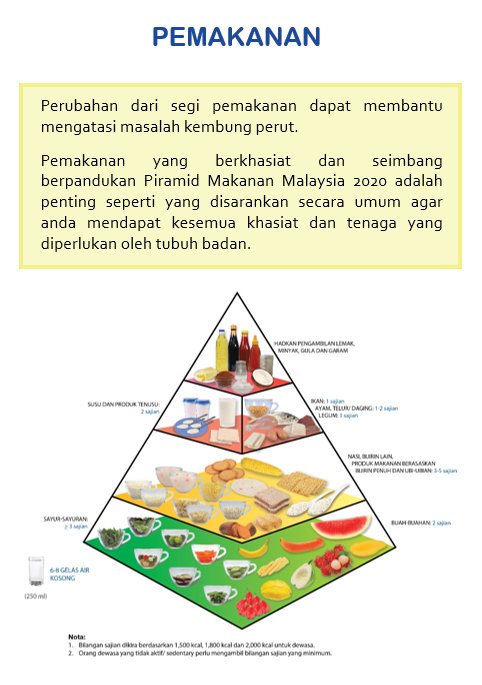 PEMAKANAN
Perubahan dari segi pemakanan dapat membantu
mengatasi masalah kembung perut.
Pemakanan yang berkhasiat dan seimbang
berpandukan Piramid Makanan Malaysia 2020 adalah
penting seperti yang disarankan secara umum agar
anda mendapat kesemua khasiat dan tenaga yang
diperlukan oleh tubuh badan.
HADKAN PENGAMBILAN LEMAK,
MINYAK, GULA DAN GARAM
SUSU DAN PRODUK TENUSU:
2 sajian
IKAN: 1 sajian
AYAM, TELUR/ DAGING: 1-2 sajian
LEGUM: 1 sajian
NASI, BIJIRIN LAIN,
PRODUK MAKANAN BERASASKAN
BIJIRIN PENUH DAN UBI-UBIAN: 3-5 sajian
SAYUR-SAYURAN:
≥ 3 sajian
BUAH-BUAHAN: 2 sajian
6-8 GELAS AIR
KOSONG
(250 ml)
Nota:
1. Bilangan sajian dikira berdasarkan 1,500 kcal, 1,800 kcal dan 2,000 kcal untuk dewasa.
2. Orang dewasa yang tidak aktif/ sedentary perlu mengambil bilangan sajian yang minimum.